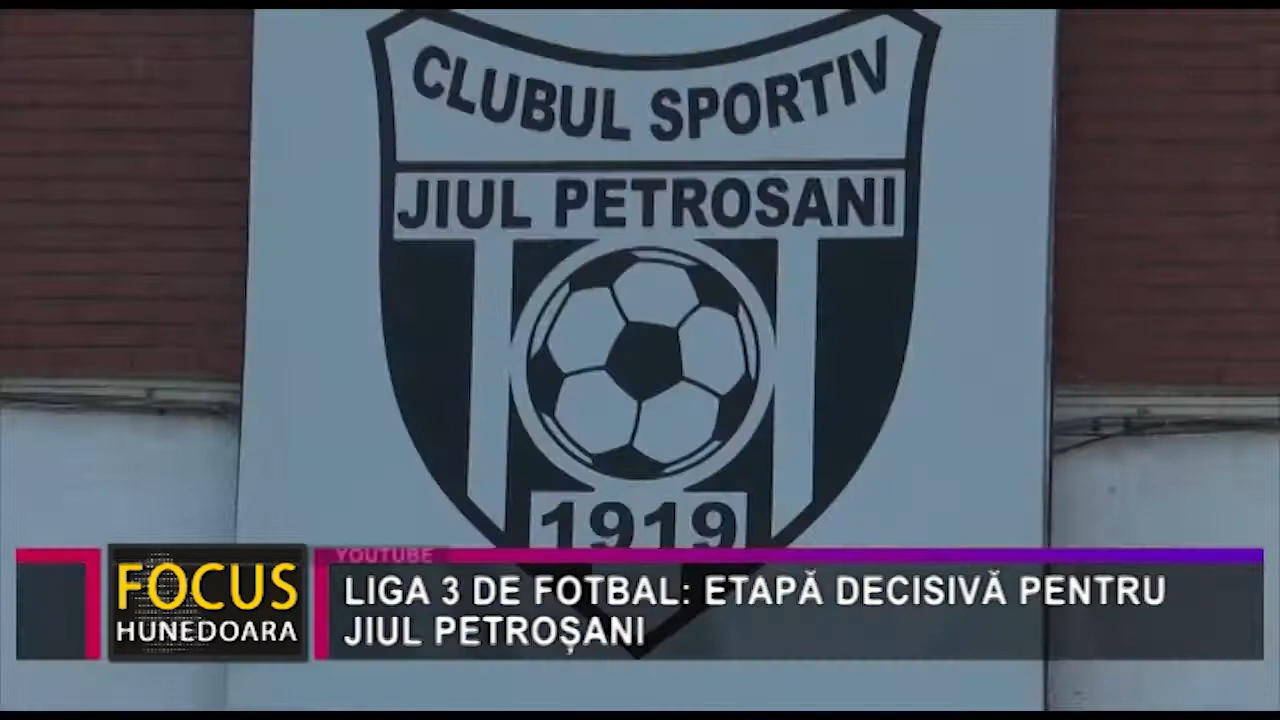 CLUBUL SPORTIV
JIUL PETROSANI
1919
YOUTUBE
FOCUS
HUNEDOARA
LIGA 3 DE FOTBAL: ETAPĂ DECISIVĂ PENTRU
JIUL PETROȘANI